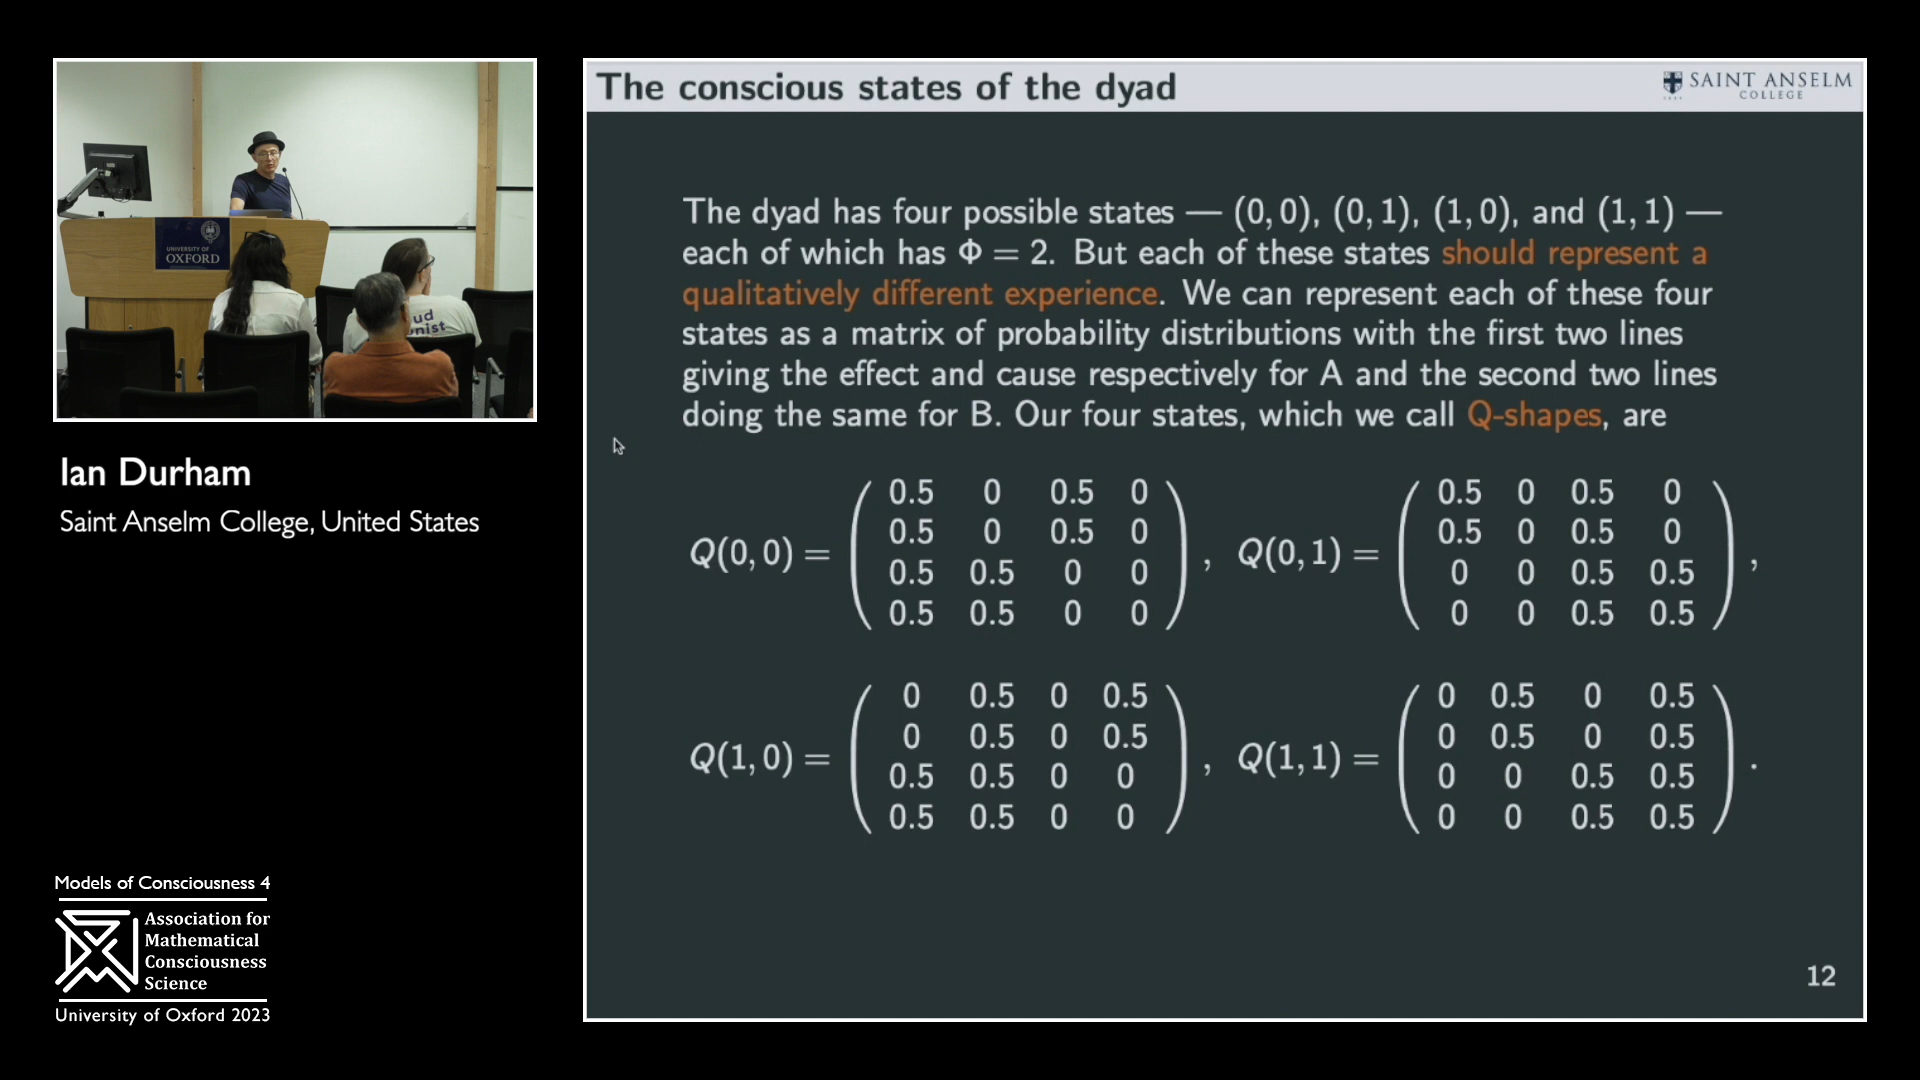 The conscious states of the dyad
SAINT ANSELM
COLLEGE
The dyad has four possible states — (0, 0), (0, 1), (1, 0), and (1, 1) —
each of which has Φ = 2. But each of these states should represent a
qualitatively different experience. We can represent each of these four
states as a matrix of probability distributions with the first two lines
giving the effect and cause respectively for A and the second two lines
doing the same for B. Our four states, which we call Q-shapes, are
Q(0, 0) = ( 0.5 0 0.5 0
0.5 0 0.5 0
0.5 0.5 0 0
0.5 0.5 0 0 ),
Q(0, 1) = ( 0.5 0 0.5 0
0.5 0 0.5 0
0 0 0.5 0.5
0 0 0.5 0.5 ),
Q(1, 0) = ( 0 0.5 0 0.5
0 0.5 0 0.5
0.5 0.5 0 0
0.5 0.5 0 0 ),
Q(1, 1) = ( 0 0.5 0 0.5
0 0.5 0 0.5
0 0 0.5 0.5
0 0 0.5 0.5 ).
12
UNIVERSITY OF
OXFORD
Ian Durham
Saint Anselm College, United States
Models of Consciousness 4
Association for
Mathematical
Consciousness
Science
University of Oxford 2023